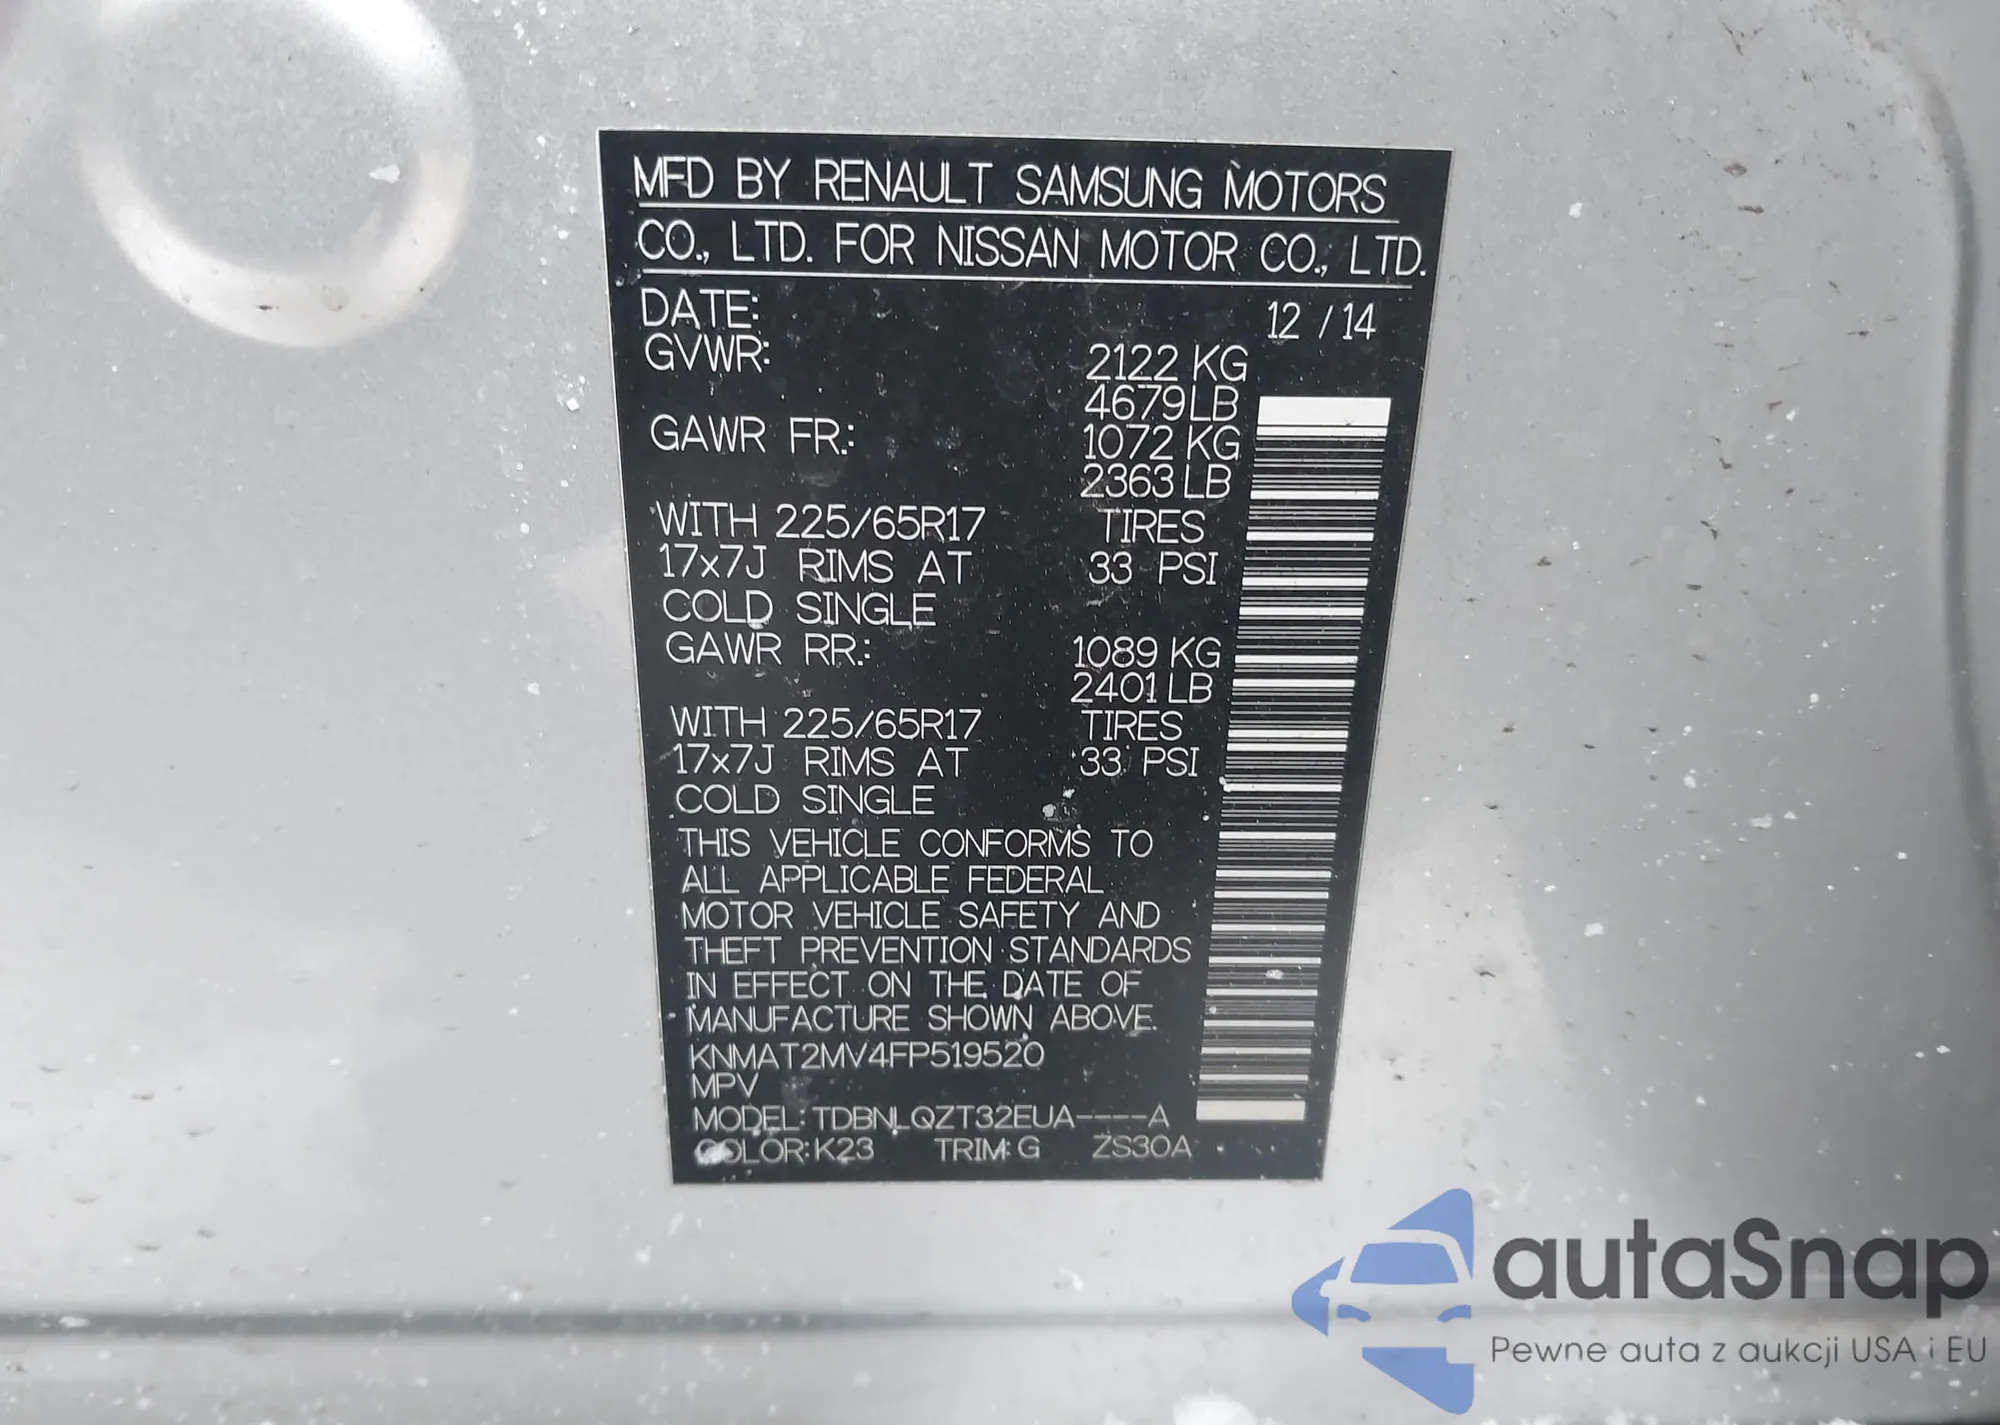 MFD BY RENAULT SAMSUNG MOTORS
CO., LTD. FOR NISSAN MOTOR CO., LTD.
DATE: 12 / 14
GVWR: 2122 KG
4679 LB
GAWR FR.: 1072 KG
2363 LB
WITH 225/65R17 TIRES
17x7J RIMS AT 33 PSI
COLD SINGLE
GAWR RR.: 1089 KG
2401 LB
WITH 225/65R17 TIRES
17x7J RIMS AT 33 PSI
COLD SINGLE
THIS VEHICLE CONFORMS TO
ALL APPLICABLE FEDERAL
MOTOR VEHICLE SAFETY AND
THEFT PREVENTION STANDARDS
IN EFFECT ON THE DATE OF
MANUFACTURE SHOWN ABOVE.
KNMAT2MV4FP519520
MPV
MODEL: TDBNLQZT32EUA----A
COLOR: K23 TRIM: G ZS30A
autaSnap
Pewne auta z aukcji USA i EU